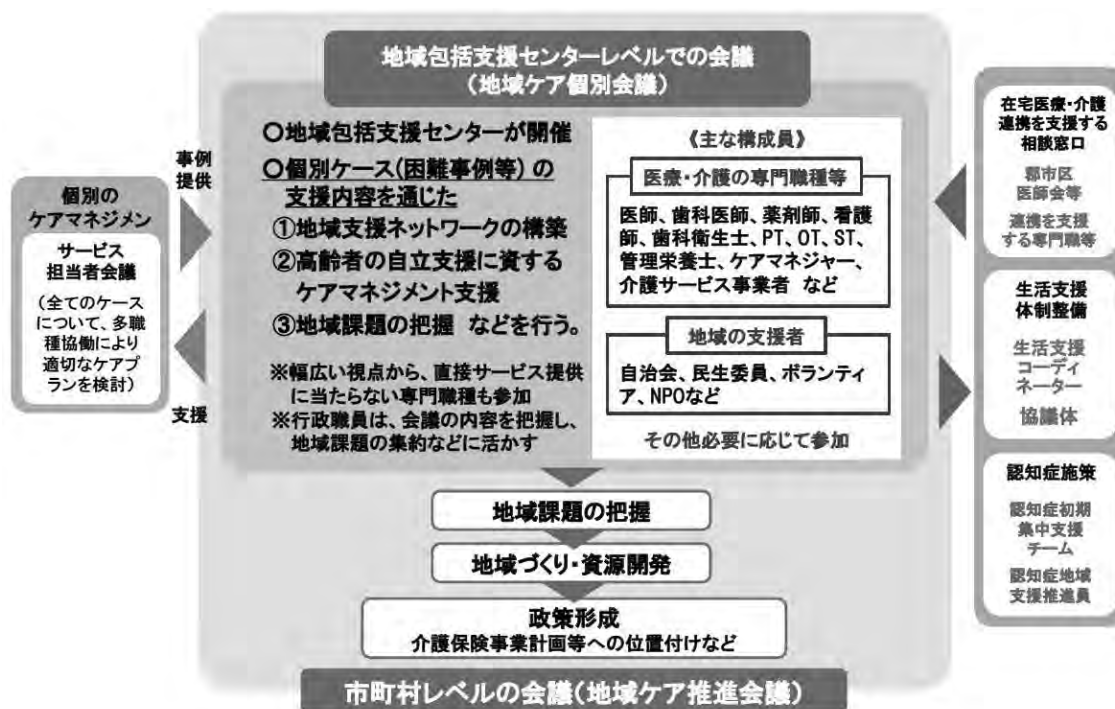 地域包括支援センターレベルでの会議
(地域ケア個別会議)
事例
提供
個別の
ケアマネジメン
サービス
担当者会議
(全てのケース
について、多職
種協働により
適切なケアプ
ランを検討)
支援
○地域包括支援センターが開催
○個別ケース(困難事例等)の
支援内容を通じた
①地域支援ネットワークの構築
②高齢者の自立支援に資する
ケアマネジメント支援
③地域課題の把握 などを行う。
※幅広い視点から、直接サービス提供
に当たらない専門職種も参加
※行政職員は、会議の内容を把握し、
地域課題の集約などに活かす
《主な構成員》
医療・介護の専門職種等
医師、歯科医師、薬剤師、看護
師、歯科衛生士、PT、OT、ST、
管理栄養士、ケアマネジャー、
介護サービス事業者 など
地域の支援者
自治会、民生委員、ボランティ
ア、NPOなど
その他必要に応じて参加
在宅医療・介護
連携を支援する
相談窓口
郡市区
医師会等
連携を支援
する専門職等
生活支援
体制整備
生活支援
コーディ
ネーター
協議体
認知症施策
認知症初期
集中支援
チーム
認知症地域
支援推進員
地域課題の把握
地域づくり・資源開発
政策形成
介護保険事業計画等への位置付けなど
市町村レベルの会議(地域ケア推進会議)